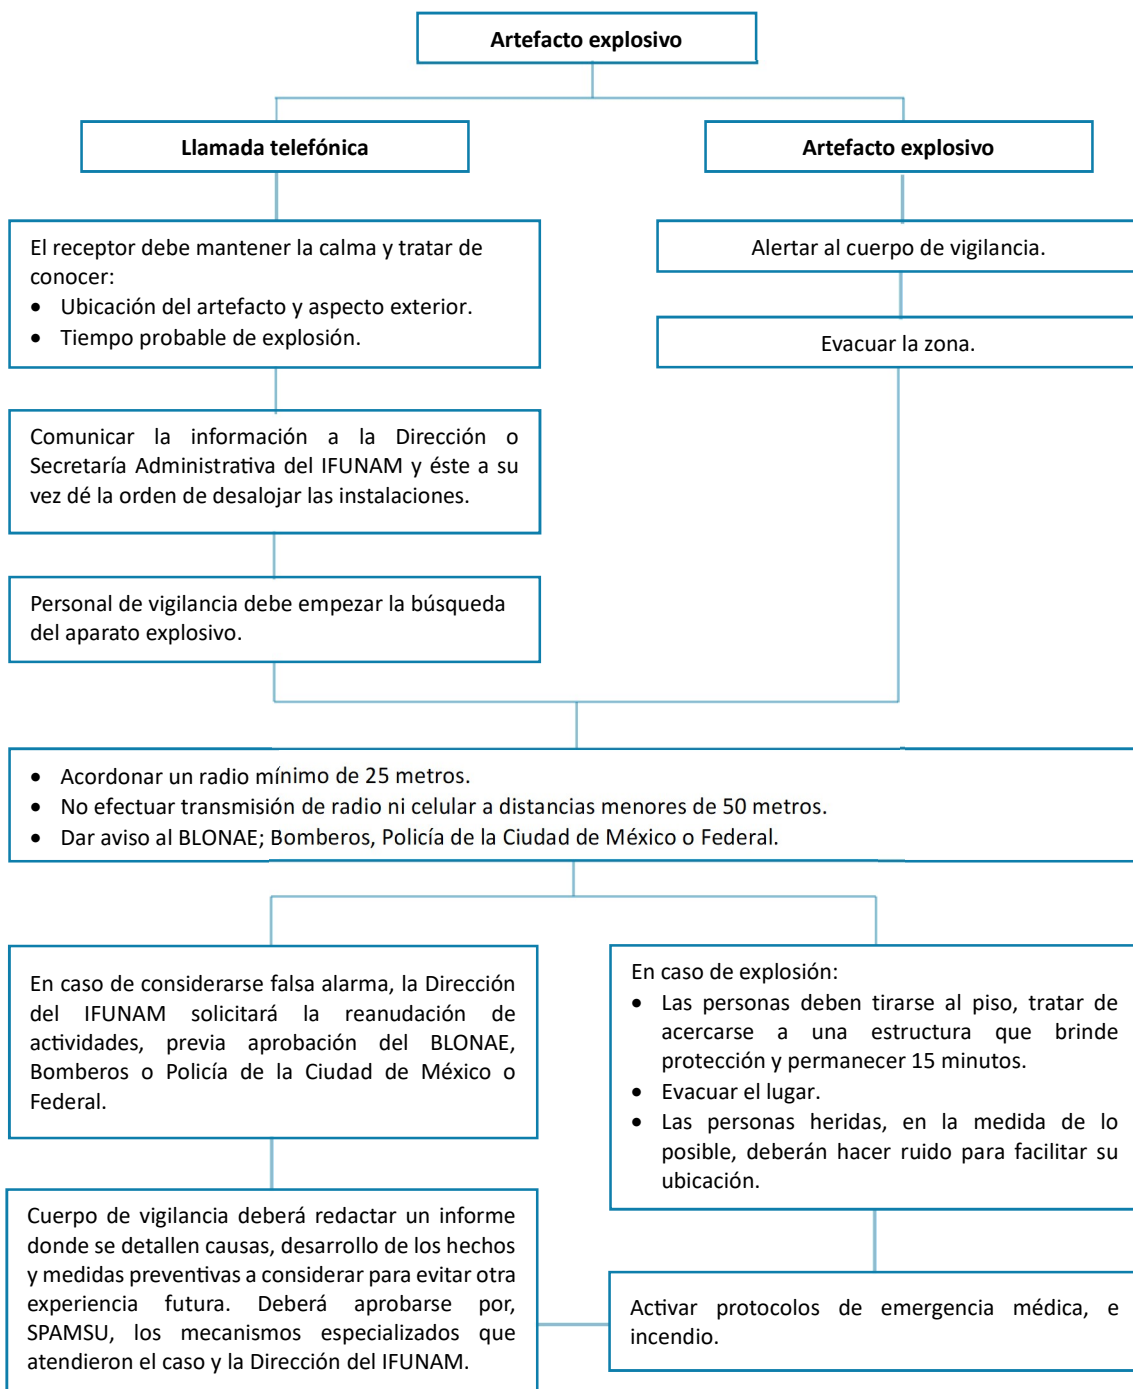 Artefacto explosivo
Llamada telefónica
Artefacto explosivo
El receptor debe mantener la calma y tratar de
conocer:
• Ubicación del artefacto y aspecto exterior.
• Tiempo probable de explosión.
Alertar al cuerpo de vigilancia.
Evacuar la zona.
Comunicar la información a la Dirección o
Secretaría Administrativa del IFUNAM y éste a su
vez dé la orden de desalojar las instalaciones.
Personal de vigilancia debe empezar la búsqueda
del aparato explosivo.
• Acordonar un radio mínimo de 25 metros.
• No efectuar transmisión de radio ni celular a distancias menores de 50 metros.
• Dar aviso al BLONAE; Bomberos, Policía de la Ciudad de México o Federal.
En caso de considerarse falsa alarma, la Dirección
del IFUNAM solicitará la reanudación de
actividades, previa aprobación del BLONAE,
Bomberos o Policía de la Ciudad de México o
Federal.
En caso de explosión:
• Las personas deben tirarse al piso, tratar de
acercarse a una estructura que brinde
protección y permanecer 15 minutos.
• Evacuar el lugar.
• Las personas heridas, en la medida de lo
posible, deberán hacer ruido para facilitar su
ubicación.
Cuerpo de vigilancia deberá redactar un informe
donde se detallen causas, desarrollo de los hechos
y medidas preventivas a considerar para evitar otra
experiencia futura. Deberá aprobarse por,
SPAMSU, los mecanismos especializados que
atendieron el caso y la Dirección del IFUNAM.
Activar protocolos de emergencia médica, e
incendio.